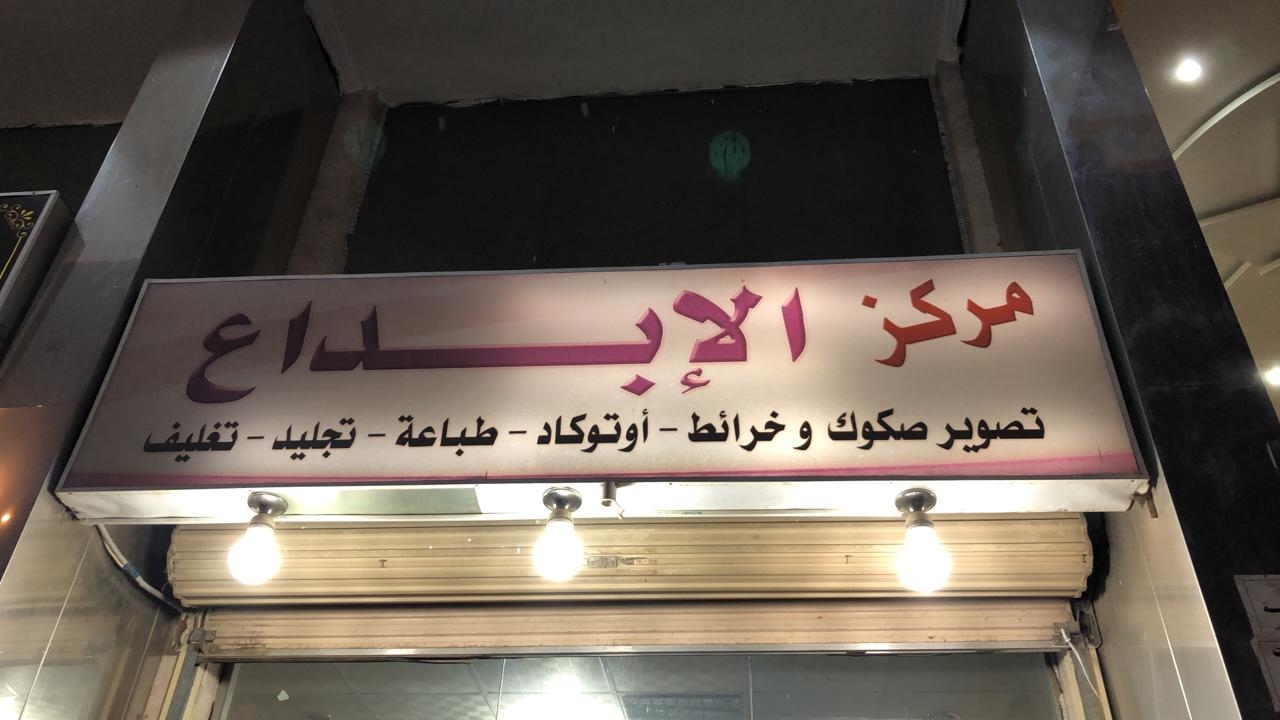 مركز الإبداع
تصوير صكوك و خرائط - أوتوكاد - طباعة - تجليد - تغليف